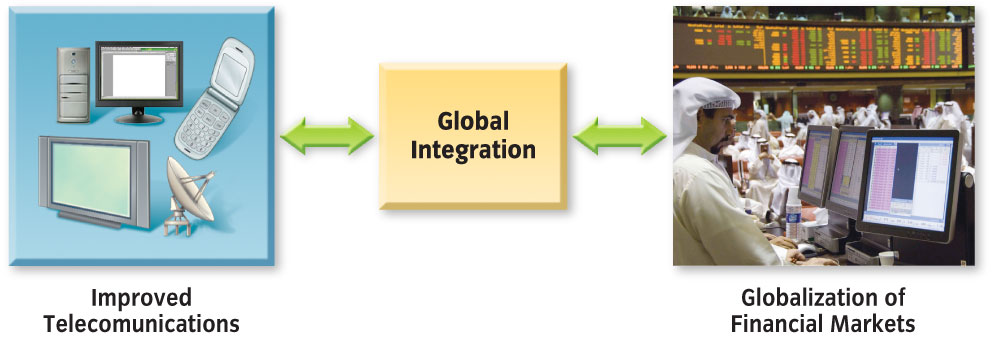 Global
Integration
Improved
Telecomunications
Globalization of
Financial Markets